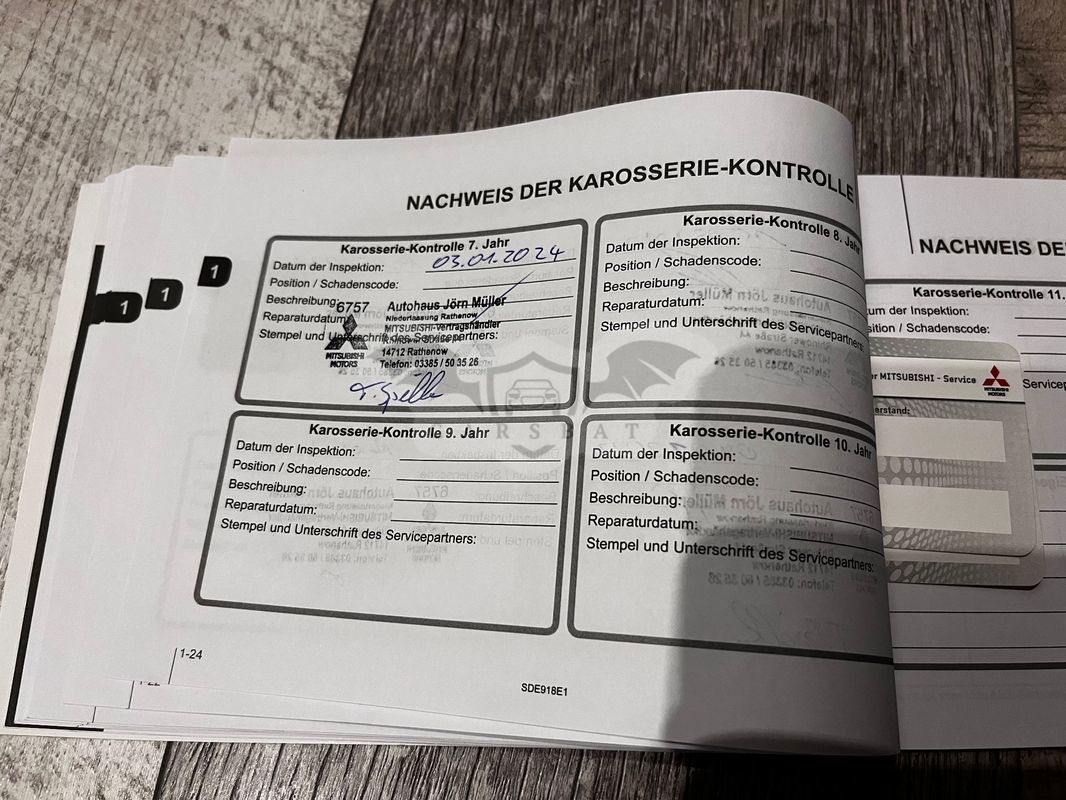 NACHWEIS DER KAROSSERIE-KONTROLLE
1
1
1
Karosserie-Kontrolle 7. Jahr
Datum der Inspektion: 03.01.2024
Position / Schadenscode:
Beschreibung:
Reparaturdatum:
Stempel und Unterschrift des Servicepartners:
6757
Autohaus Jörn Müller
Niederlassung Rathenow
MITSUBISHI-Vertragshändler
14712 Rathenow
Telefon: 03385 / 50 35 26
MITSUBISHI
MOTORS
Karosserie-Kontrolle 8. Jahr
Datum der Inspektion:
Position / Schadenscode:
Beschreibung:
Reparaturdatum:
Stempel und Unterschrift des Servicepartners:
Karosserie-Kontrolle 9. Jahr
Datum der Inspektion:
Position / Schadenscode:
Beschreibung:
Reparaturdatum:
Stempel und Unterschrift des Servicepartners:
Karosserie-Kontrolle 10. Jahr
Datum der Inspektion:
Position / Schadenscode:
Beschreibung:
Reparaturdatum:
Stempel und Unterschrift des Servicepartners:
1-24
SDE918E1
NACHWEIS DE
Karosserie-Kontrolle 11.
der Inspektion:
MITSUBISHI - Service
MITSUBISHI
MOTORS